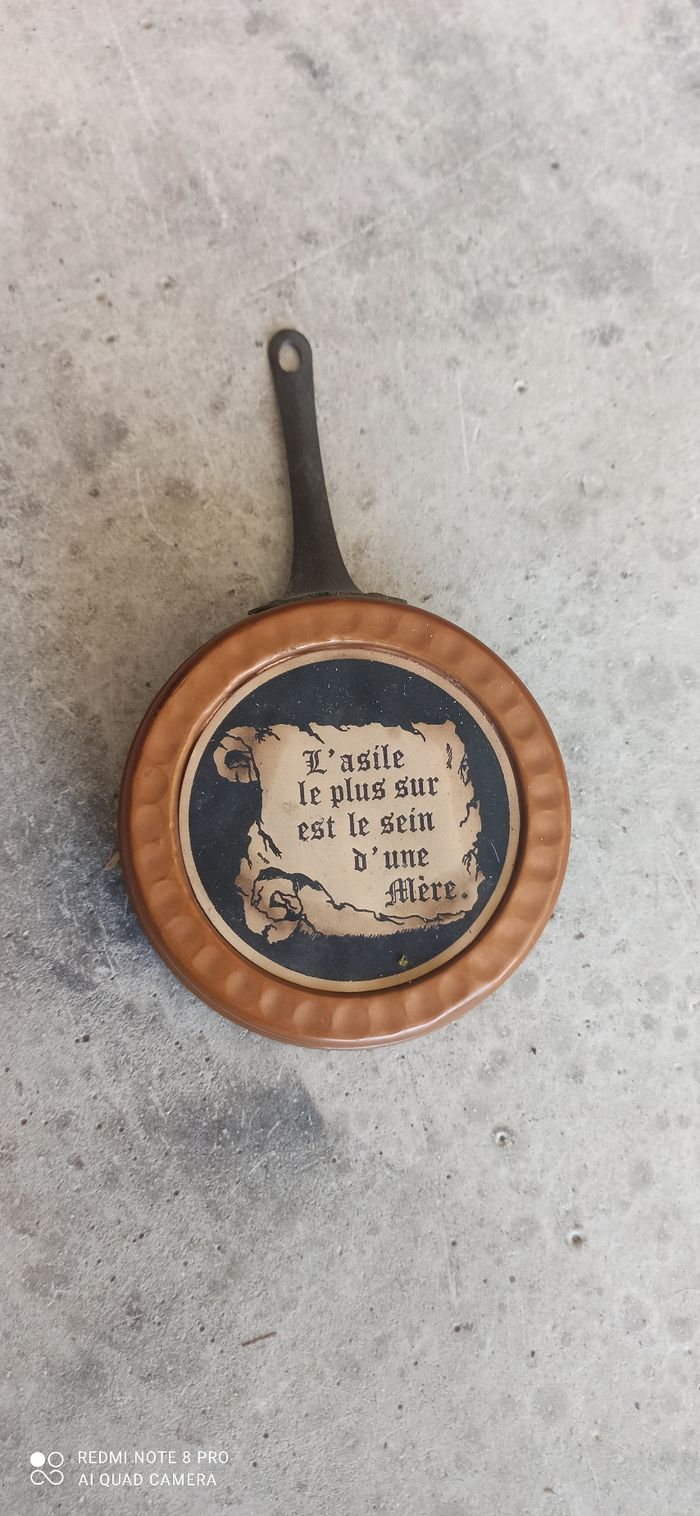 L'asile
le plus sur
est le sein
d'une
Mère.
REDMI NOTE 8 PRO
AI QUAD CAMERA